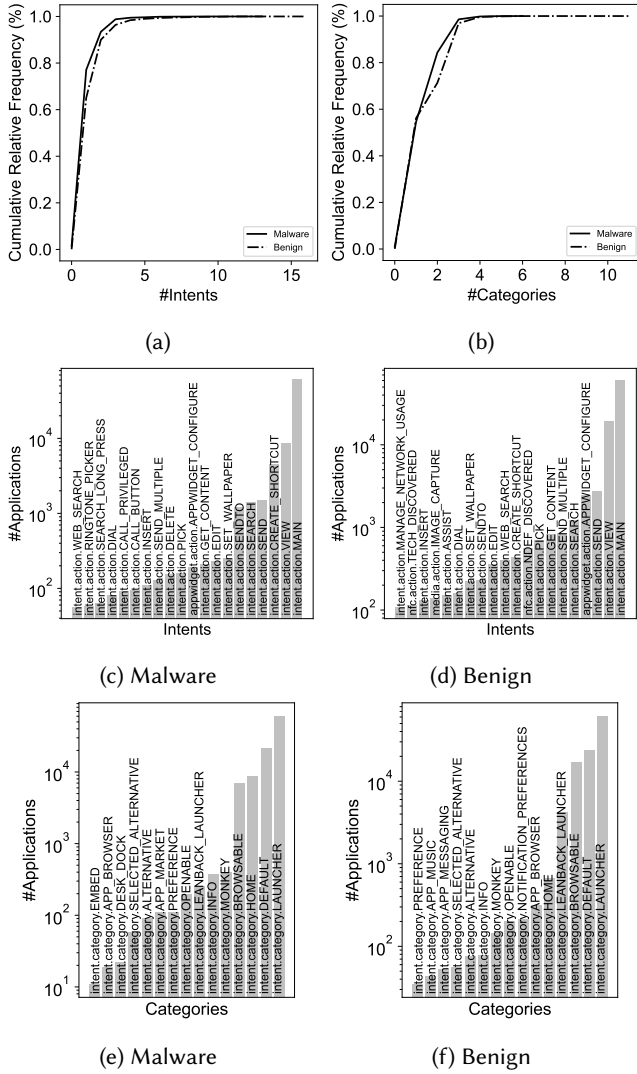 Cumulative Relative Frequency (%)
1.0
0.8
0.6
0.4
0.2
0.0
Malware
Benign
0 5 10 15
#Intents
(a)
Cumulative Relative Frequency (%)
1.0
0.8
0.6
0.4
0.2
0.0
Malware
Benign
0 2 4 6 8 10
#Categories
(b)
#Applications
10^4
10^3
10^2
intent.action.WEB_SEARCH
intent.action.RINGTONE_PICKER
intent.action.SEARCH_LONG_PRESS
intent.action.DIAL
intent.action.CALL_PRIVILEGED
intent.action.CALL_BUTTON
intent.action.INSERT
intent.action.SEND_MULTIPLE
intent.action.DELETE
intent.action.PICK
appwidget.action.APPWIDGET_CONFIGURE
intent.action.GET_CONTENT
intent.action.EDIT
intent.action.SET_WALLPAPER
intent.action.SENDTO
intent.action.SEARCH
intent.action.SEND
intent.action.CREATE_SHORTCUT
intent.action.VIEW
intent.action.MAIN
Intents
(c) Malware
#Applications
10^4
10^3
10^2
intent.action.MANAGE_NETWORK_USAGE
nfc.action.TECH_DISCOVERED
intent.action.INSERT
media.action.IMAGE_CAPTURE
intent.action.ASSIST
intent.action.DIAL
intent.action.SET_WALLPAPER
intent.action.SENDTO
intent.action.EDIT
intent.action.WEB_SEARCH
intent.action.CREATE_SHORTCUT
nfc.action.NDEF_DISCOVERED
intent.action.PICK
intent.action.GET_CONTENT
intent.action.SEND_MULTIPLE
intent.action.SEARCH
appwidget.action.APPWIDGET_CONFIGURE
intent.action.SEND
intent.action.VIEW
intent.action.MAIN
Intents
(d) Benign
#Applications
10^4
10^3
10^2
10^1
intent.category.EMBED
intent.category.APP_BROWSER
intent.category.DESK_DOCK
intent.category.SELECTED_ALTERNATIVE
intent.category.ALTERNATIVE
intent.category.APP_MARKET
intent.category.PREFERENCE
intent.category.OPENABLE
intent.category.LEANBACK_LAUNCHER
intent.category.INFO
intent.category.MONKEY
intent.category.BROWSABLE
intent.category.HOME
intent.category.DEFAULT
intent.category.LAUNCHER
Categories
(e) Malware
#Applications
10^4
10^3
10^2
intent.category.PREFERENCE
intent.category.APP_MUSIC
intent.category.APP_MESSAGING
intent.category.SELECTED_ALTERNATIVE
intent.category.ALTERNATIVE
intent.category.INFO
intent.category.MONKEY
intent.category.OPENABLE
intent.category.NOTIFICATION_PREFERENCES
intent.category.APP_BROWSER
intent.category.HOME
intent.category.LEANBACK_LAUNCHER
intent.category.BROWSABLE
intent.category.DEFAULT
intent.category.LAUNCHER
Categories
(f) Benign